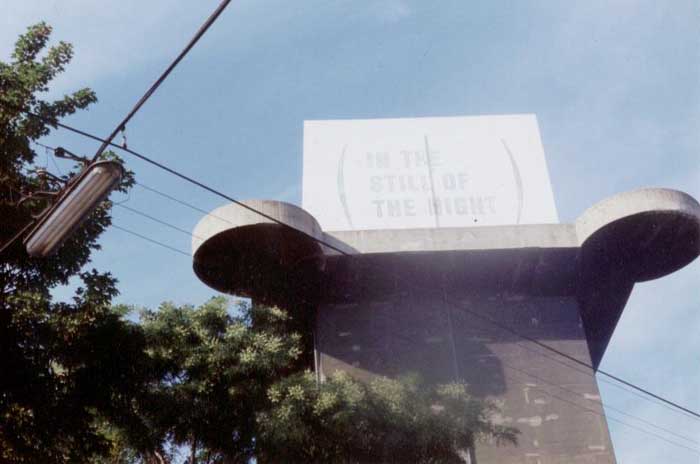 ( IN THE
STILL OF
THE NIGHT )